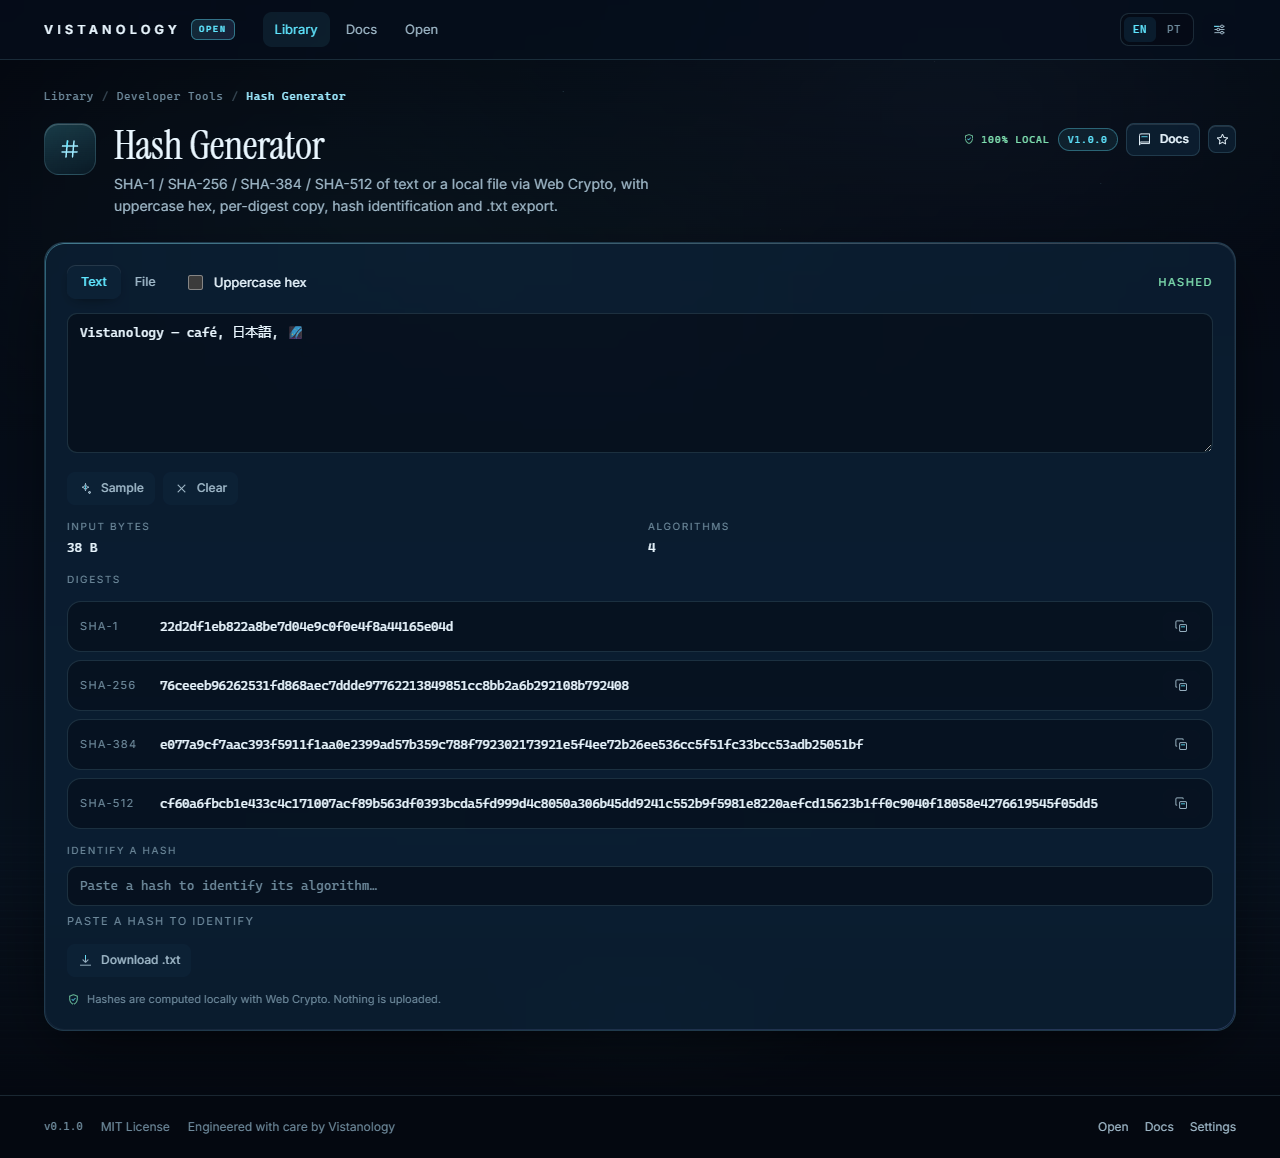 VISTANOLOGY OPEN Library Docs Open EN PT
Library / Developer Tools / Hash Generator
Hash Generator
100% LOCAL V1.0.0 Docs
SHA-1 / SHA-256 / SHA-384 / SHA-512 of text or a local file via Web Crypto, with
uppercase hex, per-digest copy, hash identification and .txt export.
Text File Uppercase hex HASHED
Vistanology — café, 日本語, 🌌
Sample Clear
INPUT BYTES ALGORITHMS
38 B 4
DIGESTS
SHA-1 22d2df1eb822a8be7d04e9c0f0e4f8a44165e04d
SHA-256 76ceeeb96262531fd868aec7ddde97762213849851cc8bb2a6b292108b792408
SHA-384 e077a9cf7aac393f5911f1aa0e2399ad57b359c788f792302173921e5f4ee72b26ee536cc5f51fc33bcc53adb25051bf
SHA-512 cf60a6fbcb1e433c4c171007acf89b563df0393bcda5fd999d4c8050a306b45dd9241c552b9f5981e8220aefcd15623b1ff0c9040f18058e4276619545f05dd5
IDENTIFY A HASH
Paste a hash to identify its algorithm…
PASTE A HASH TO IDENTIFY
Download .txt
Hashes are computed locally with Web Crypto. Nothing is uploaded.
v0.1.0 MIT License Engineered with care by Vistanology Open Docs Settings